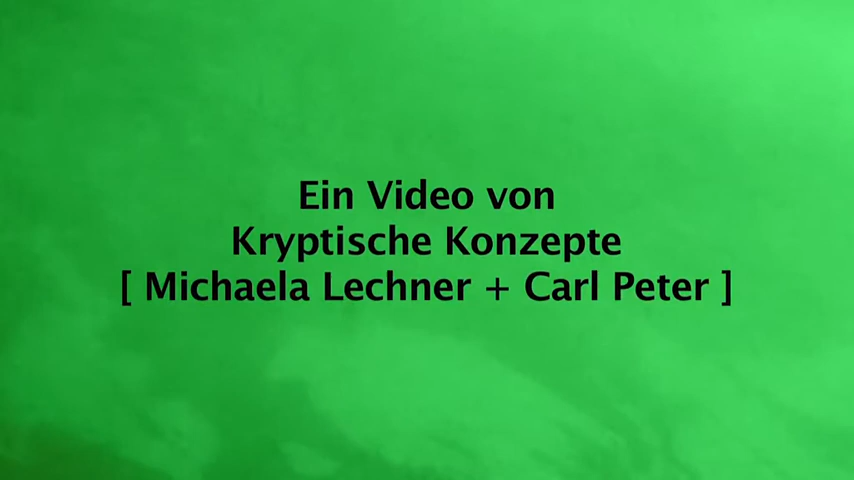 Ein Video von
Kryptische Konzepte
[ Michaela Lechner + Carl Peter ]